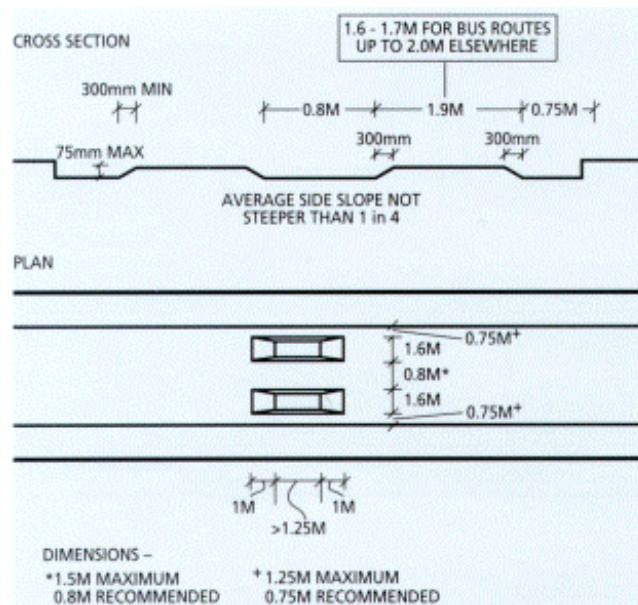 1.6 - 1.7M FOR BUS ROUTES
UP TO 2.0M ELSEWHERE
CROSS SECTION
300mm MIN
0.8M
1.9M
0.75M
75mm MAX
300mm
300mm
AVERAGE SIDE SLOPE NOT
STEEPER THAN 1 in 4
PLAN
0.75M+
1.6M
0.8M*
1.6M
0.75M+
1M
1M
>1.25M
DIMENSIONS –
*1.5M MAXIMUM
0.8M RECOMMENDED
+1.25M MAXIMUM
0.75M RECOMMENDED